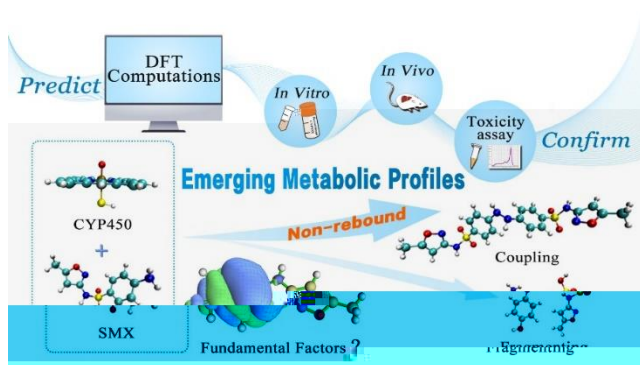 Predict
DFT
Computations
In Vitro
In Vivo
Toxicity
assay
Confirm
Emerging Metabolic Profiles
CYP450
+
SMX
Non-rebound
Coupling
Fundamental Factors ?
Fragmenting